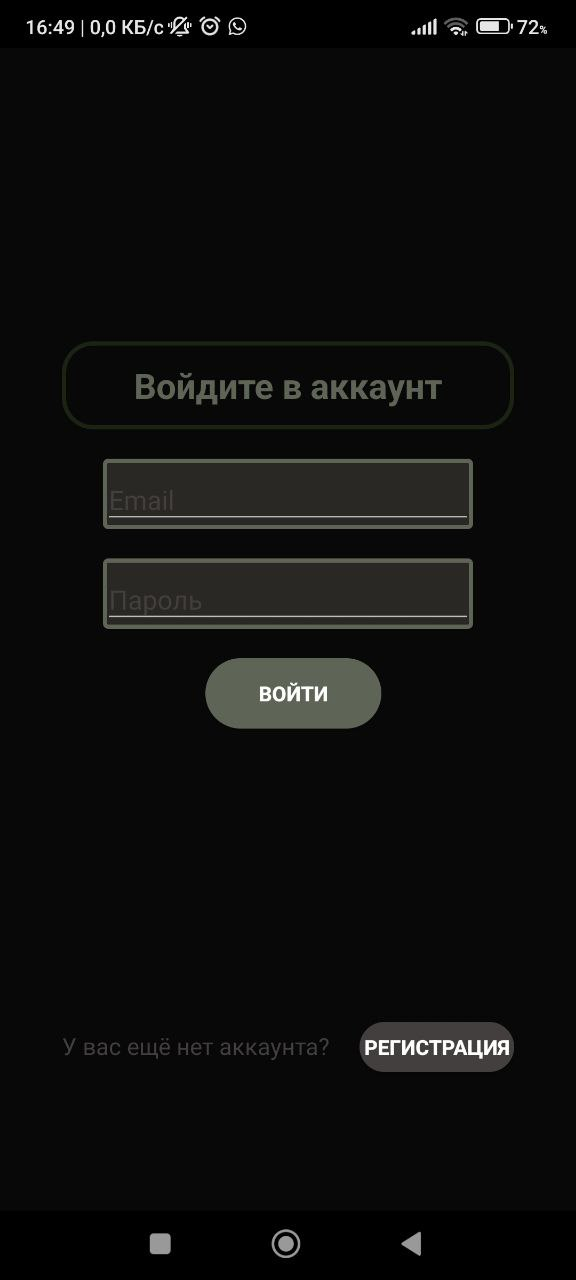 16:49 | 0,0 КБ/с 72%
Войдите в аккаунт
Email
Пароль
ВОЙТИ
У вас ещё нет аккаунта? РЕГИСТРАЦИЯ